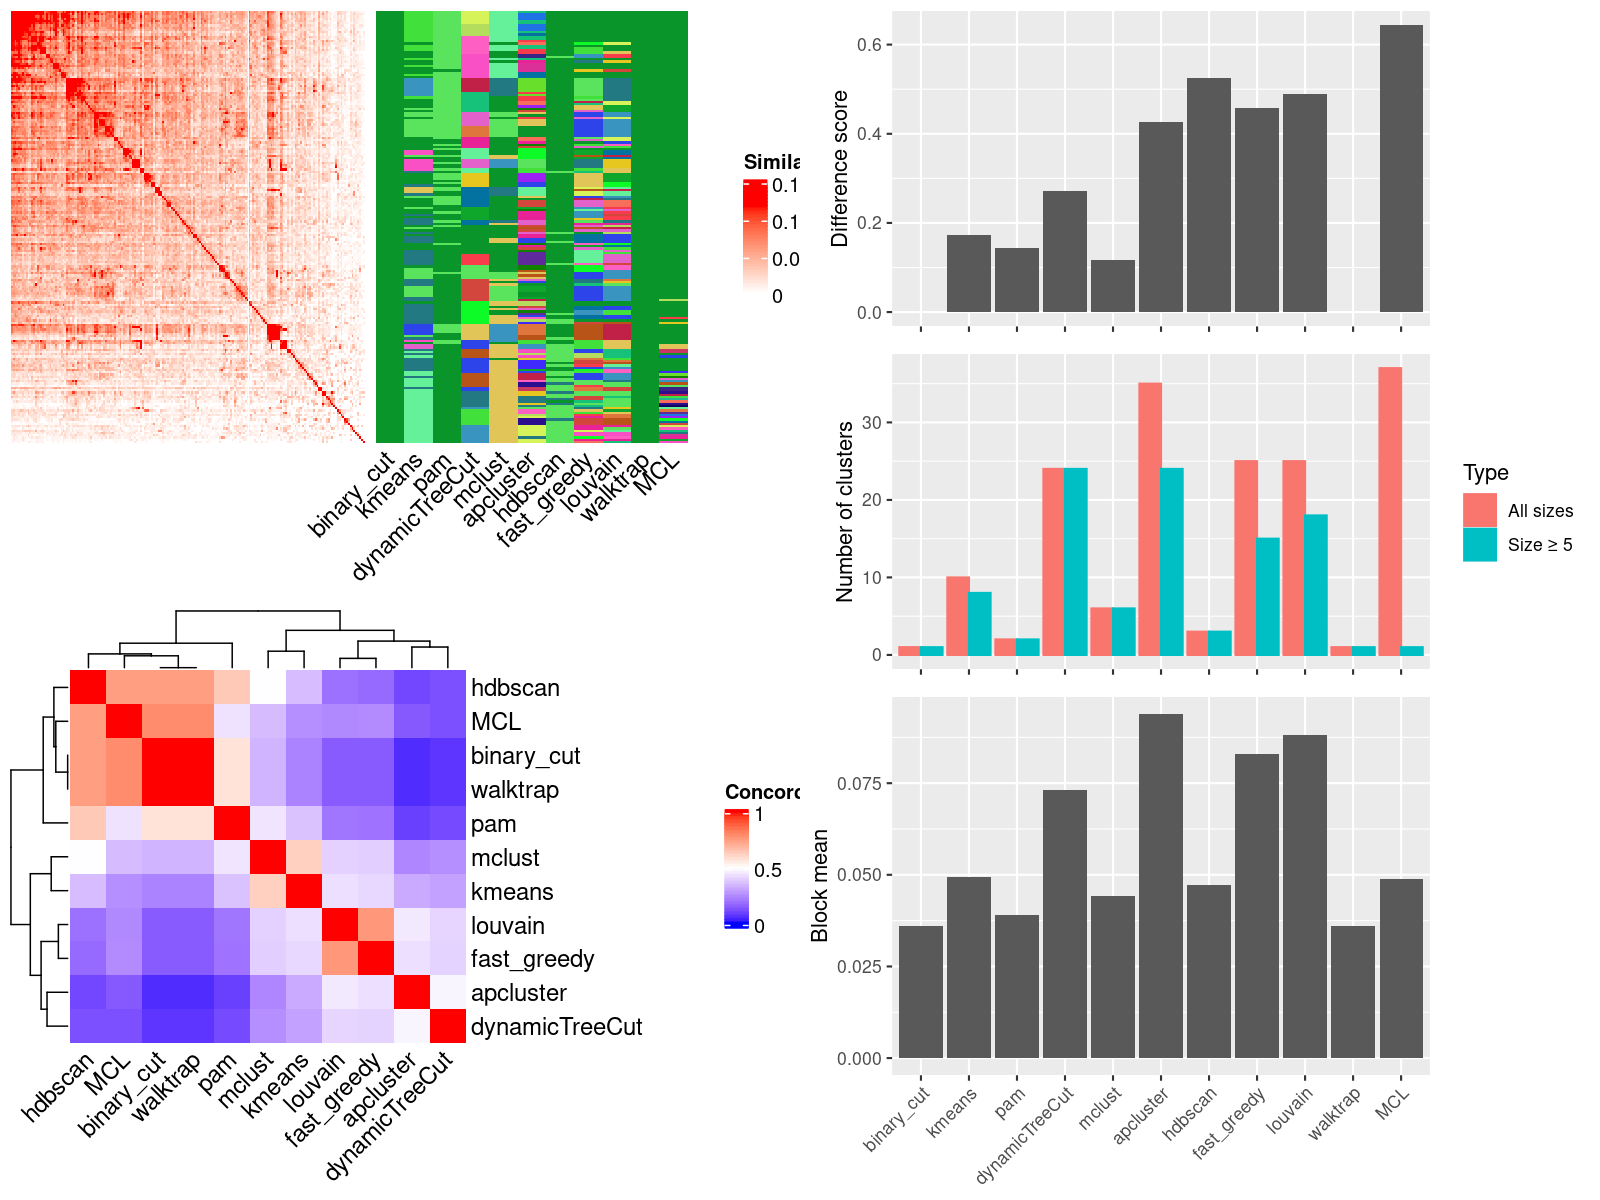 Simila
0.1
0.1
0.0
0
binary_cut
kmeans
pam
dynamicTreeCut
mclust
apcluster
hdbscan
fast_greedy
louvain
walktrap
MCL
hdbscan
MCL
binary_cut
walktrap
pam
mclust
kmeans
louvain
fast_greedy
apcluster
dynamicTreeCut
hdbscan
MCL
binary_cut
walktrap
pam
mclust
kmeans
louvain
fast_greedy
apcluster
dynamicTreeCut
Concord
1
0.5
0
Difference score
0.6
0.4
0.2
0.0
Number of clusters
30
20
10
0
Type
All sizes
Size ≥ 5
Block mean
0.075
0.050
0.025
0.000
binary_cut
kmeans
pam
dynamicTreeCut
mclust
apcluster
hdbscan
fast_greedy
louvain
walktrap
MCL